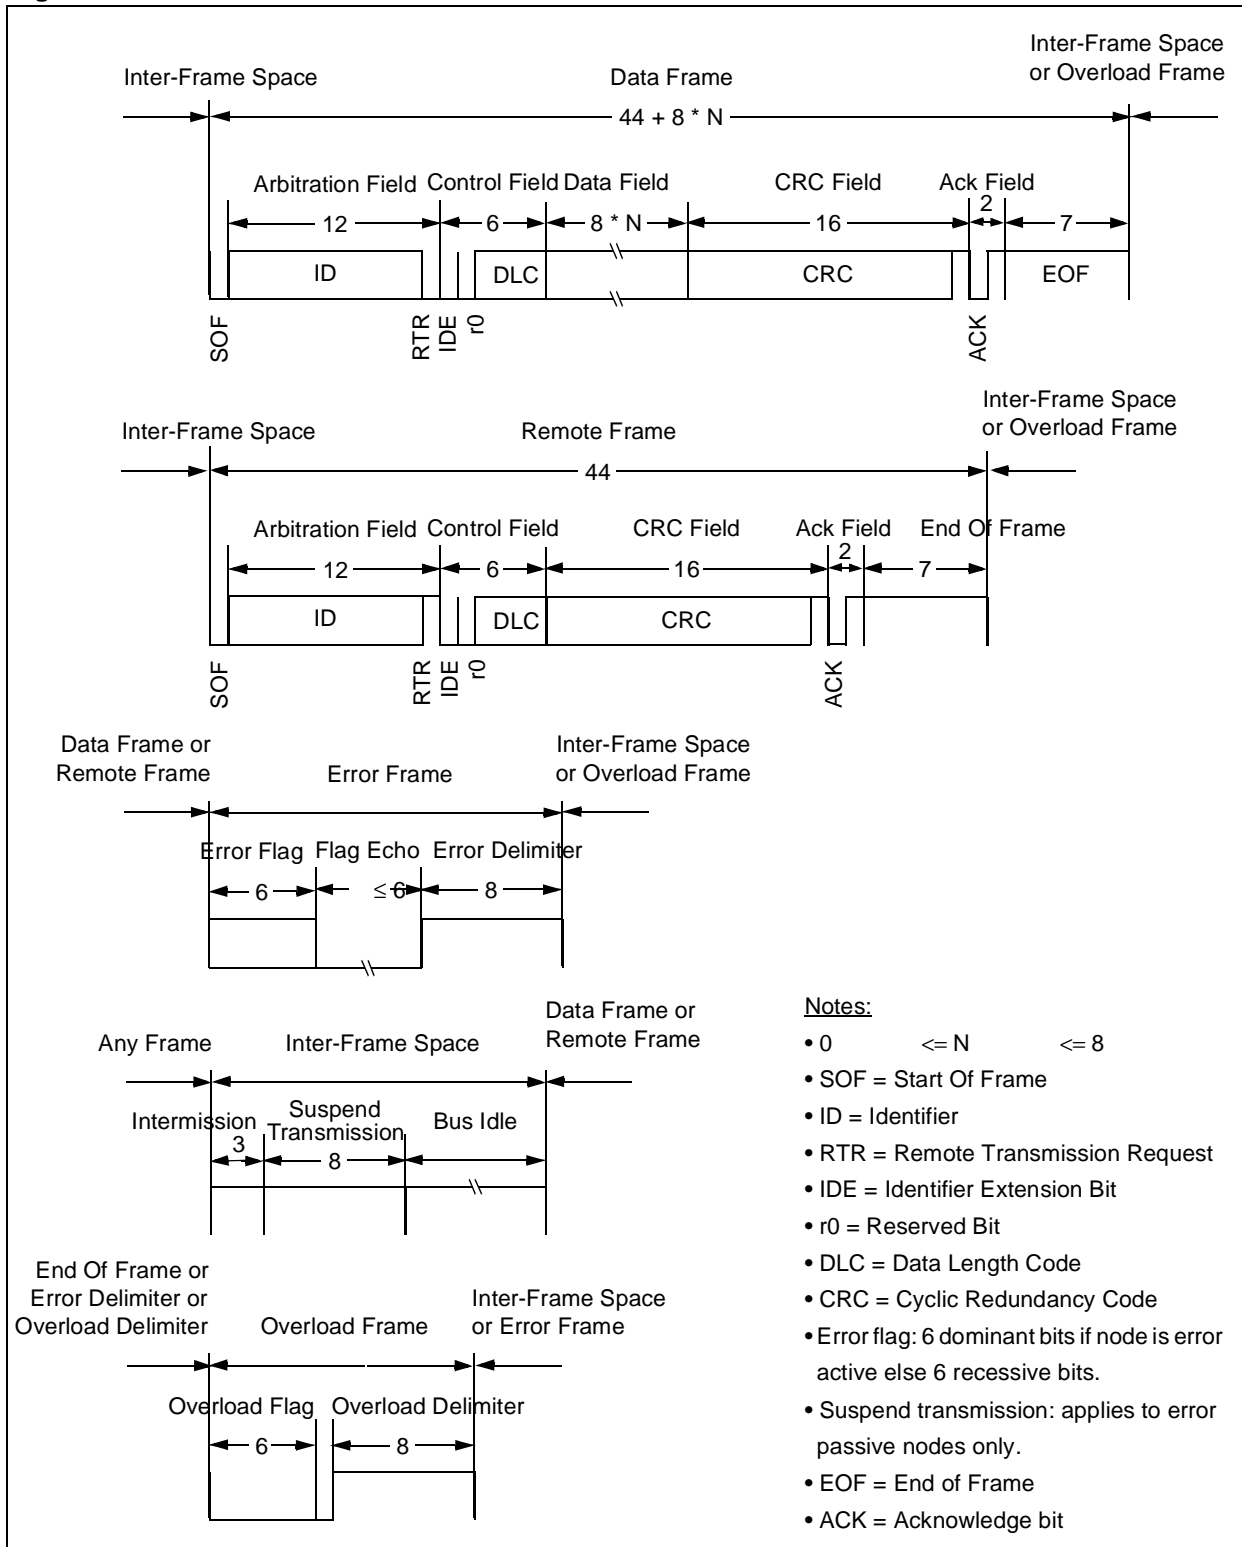 Inter-Frame Space
or Overload Frame
Inter-Frame Space
Data Frame
44 + 8 * N
Arbitration Field Control Field Data Field CRC Field Ack Field
12 6 8 * N 16 2 7
ID DLC CRC EOF
SOF RTR IDE r0 ACK
Inter-Frame Space
or Overload Frame
Inter-Frame Space
Remote Frame
44
Arbitration Field Control Field CRC Field Ack Field End Of Frame
12 6 16 2 7
ID DLC CRC
SOF RTR IDE r0 ACK
Data Frame or
Remote Frame
Error Frame
Inter-Frame Space
or Overload Frame
Error Flag Flag Echo Error Delimiter
6 ≤ 6 8
Any Frame
Inter-Frame Space
Data Frame or
Remote Frame
Intermission
Suspend
Transmission
Bus Idle
3 8
End Of Frame or
Error Delimiter or
Overload Delimiter
Overload Frame
Inter-Frame Space
or Error Frame
Overload Flag Overload Delimiter
6 8
Notes:
• 0 <= N <= 8
• SOF = Start Of Frame
• ID = Identifier
• RTR = Remote Transmission Request
• IDE = Identifier Extension Bit
• r0 = Reserved Bit
• DLC = Data Length Code
• CRC = Cyclic Redundancy Code
• Error flag: 6 dominant bits if node is error
active else 6 recessive bits.
• Suspend transmission: applies to error
passive nodes only.
• EOF = End of Frame
• ACK = Acknowledge bit